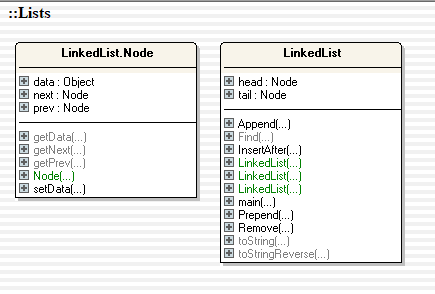 ::Lists
LinkedList.Node
data : Object
next : Node
prev : Node
getData(...)
getNext(...)
getPrev(...)
Node(...)
setData(...)
LinkedList
head : Node
tail : Node
Append(...)
Find(...)
InsertAfter(...)
LinkedList(...)
LinkedList(...)
LinkedList(...)
main(...)
Prepend(...)
Remove(...)
toString(...)
toStringReverse(...)